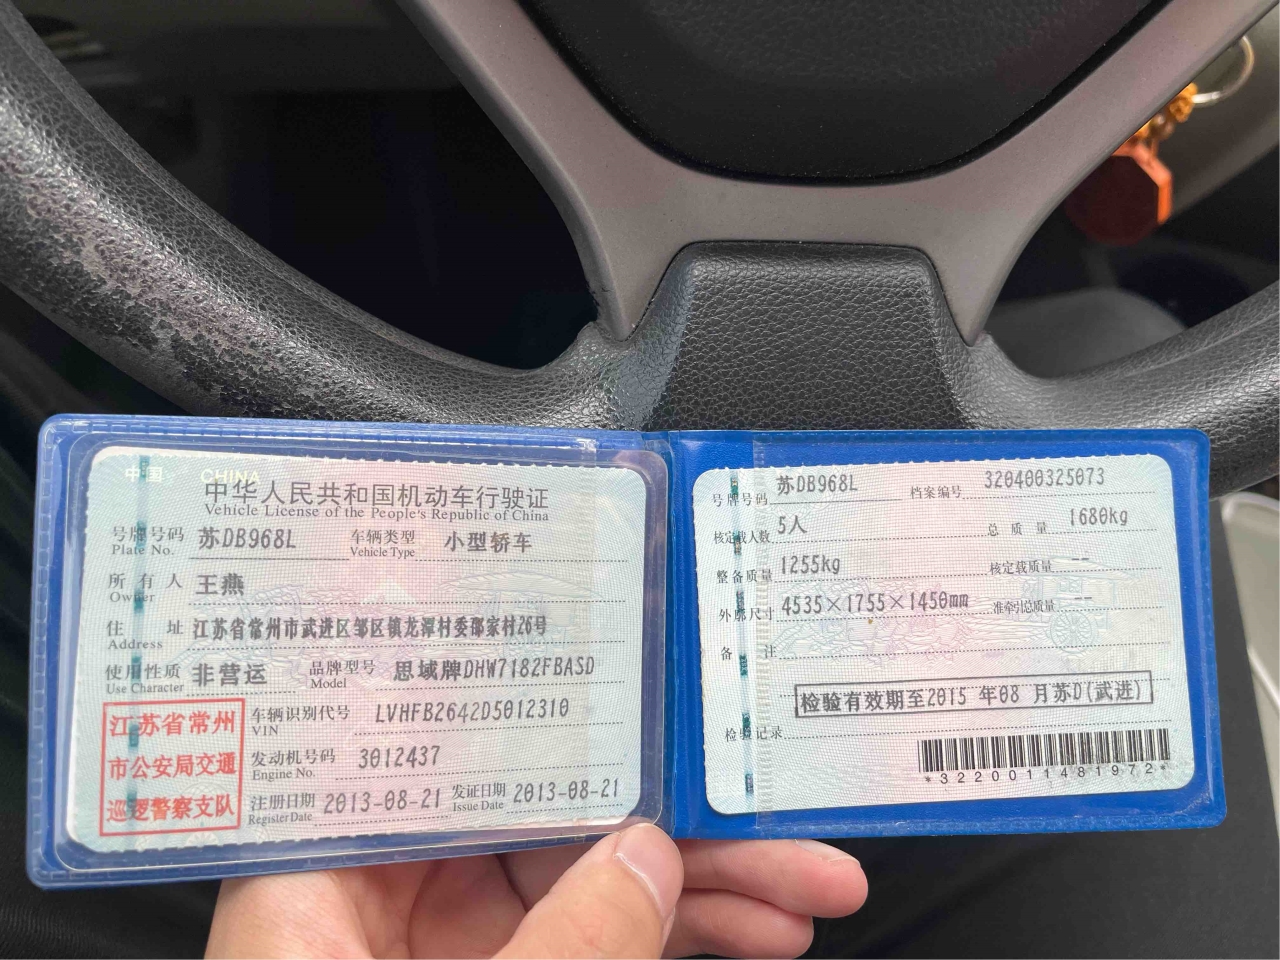 中国 CHINA
中华人民共和国机动车行驶证
Vehicle License of the People's Republic of China
号牌号码 苏DB968L 车辆类型 小型轿车
Plate No. Vehicle Type
所有人 王燕
Owner
住址 江苏省常州市武进区邹区镇龙潭村委邵家村26号
Address
使用性质 非营运 品牌型号 思域牌DHW7182FBASD
Use Character Model
江苏省常州
市公安局交通
巡逻警察支队
车辆识别代号 LVHFB2642D5012310
VIN
发动机号码 3012437
Engine No.
注册日期 2013-08-21 发证日期 2013-08-21
Register Date Issue Date
号牌号码 苏DB968L 档案编号 320400325073
核定载人数 5人 总质量 1680kg
整备质量 1255kg 核定载质量 --
外廓尺寸 4535×1755×1450mm 准牵引总质量 --
备注
检验有效期至2015 年08 月苏D(武进)
检验记录
*3220011481972*